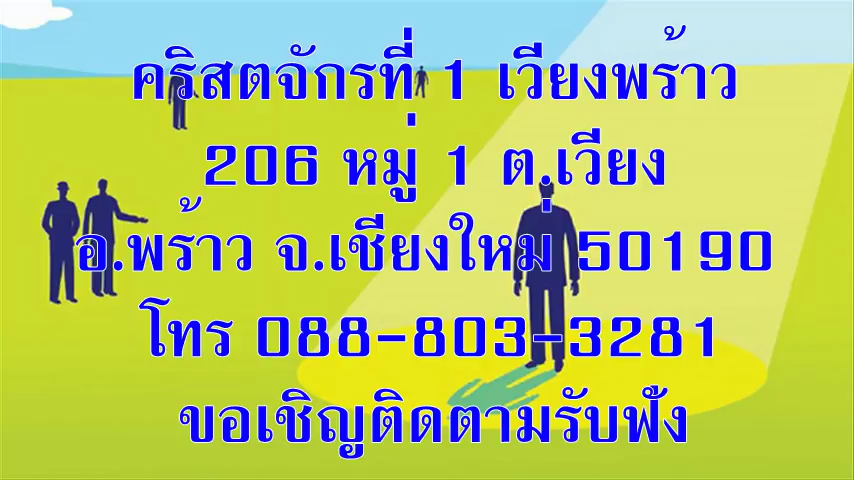 คริสตจักรที่ 1 เวียงพร้าว
206 หมู่ 1 ต.เวียง
อ.พร้าว จ.เชียงใหม่ 50190
โทร 088-803-3281
ขอเชิญติดตามรับฟัง